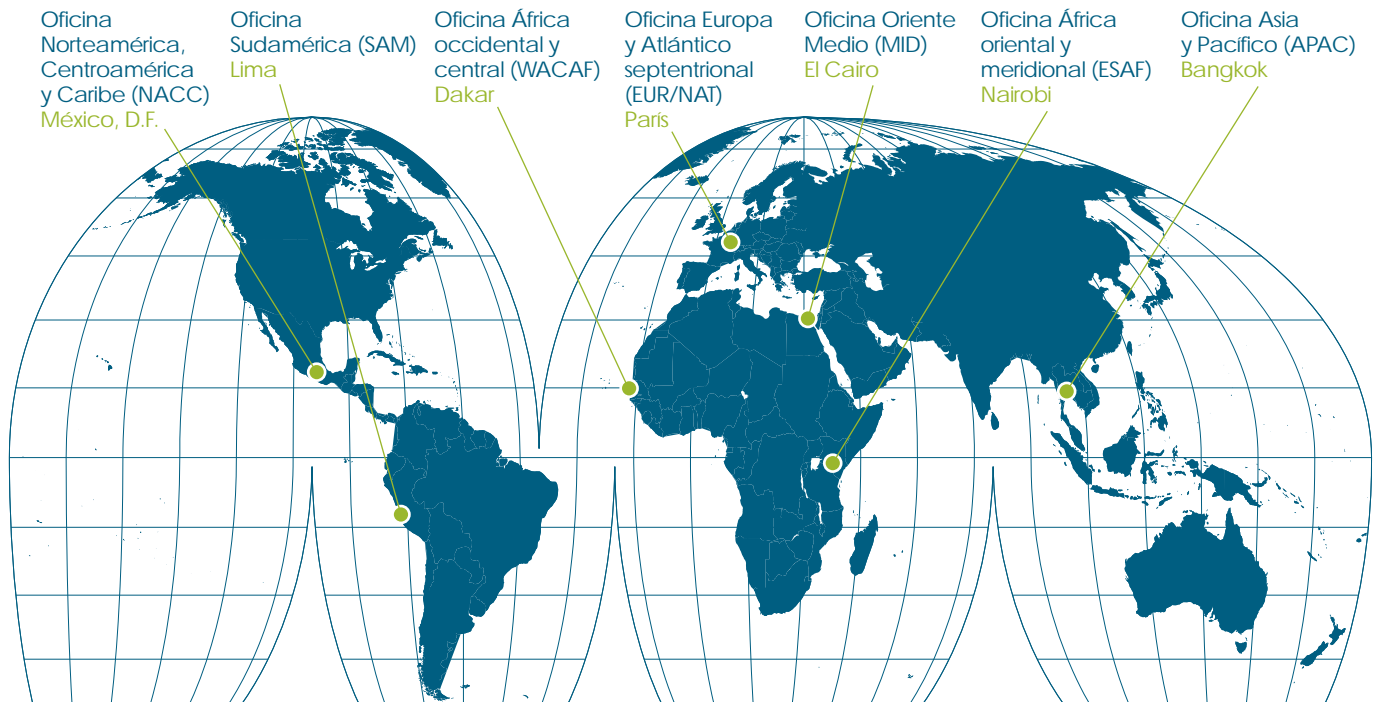 Oficina
Norteamérica,
Centroamérica
y Caribe (NACC)
México, D.F.
Oficina
Sudamérica (SAM)
Lima
Oficina África
occidental y
central (WACAF)
Dakar
Oficina Europa
y Atlántico
septentrional
(EUR/NAT)
París
Oficina Oriente
Medio (MID)
El Cairo
Oficina África
oriental y
meridional (ESAF)
Nairobi
Oficina Asia
y Pacífico (APAC)
Bangkok